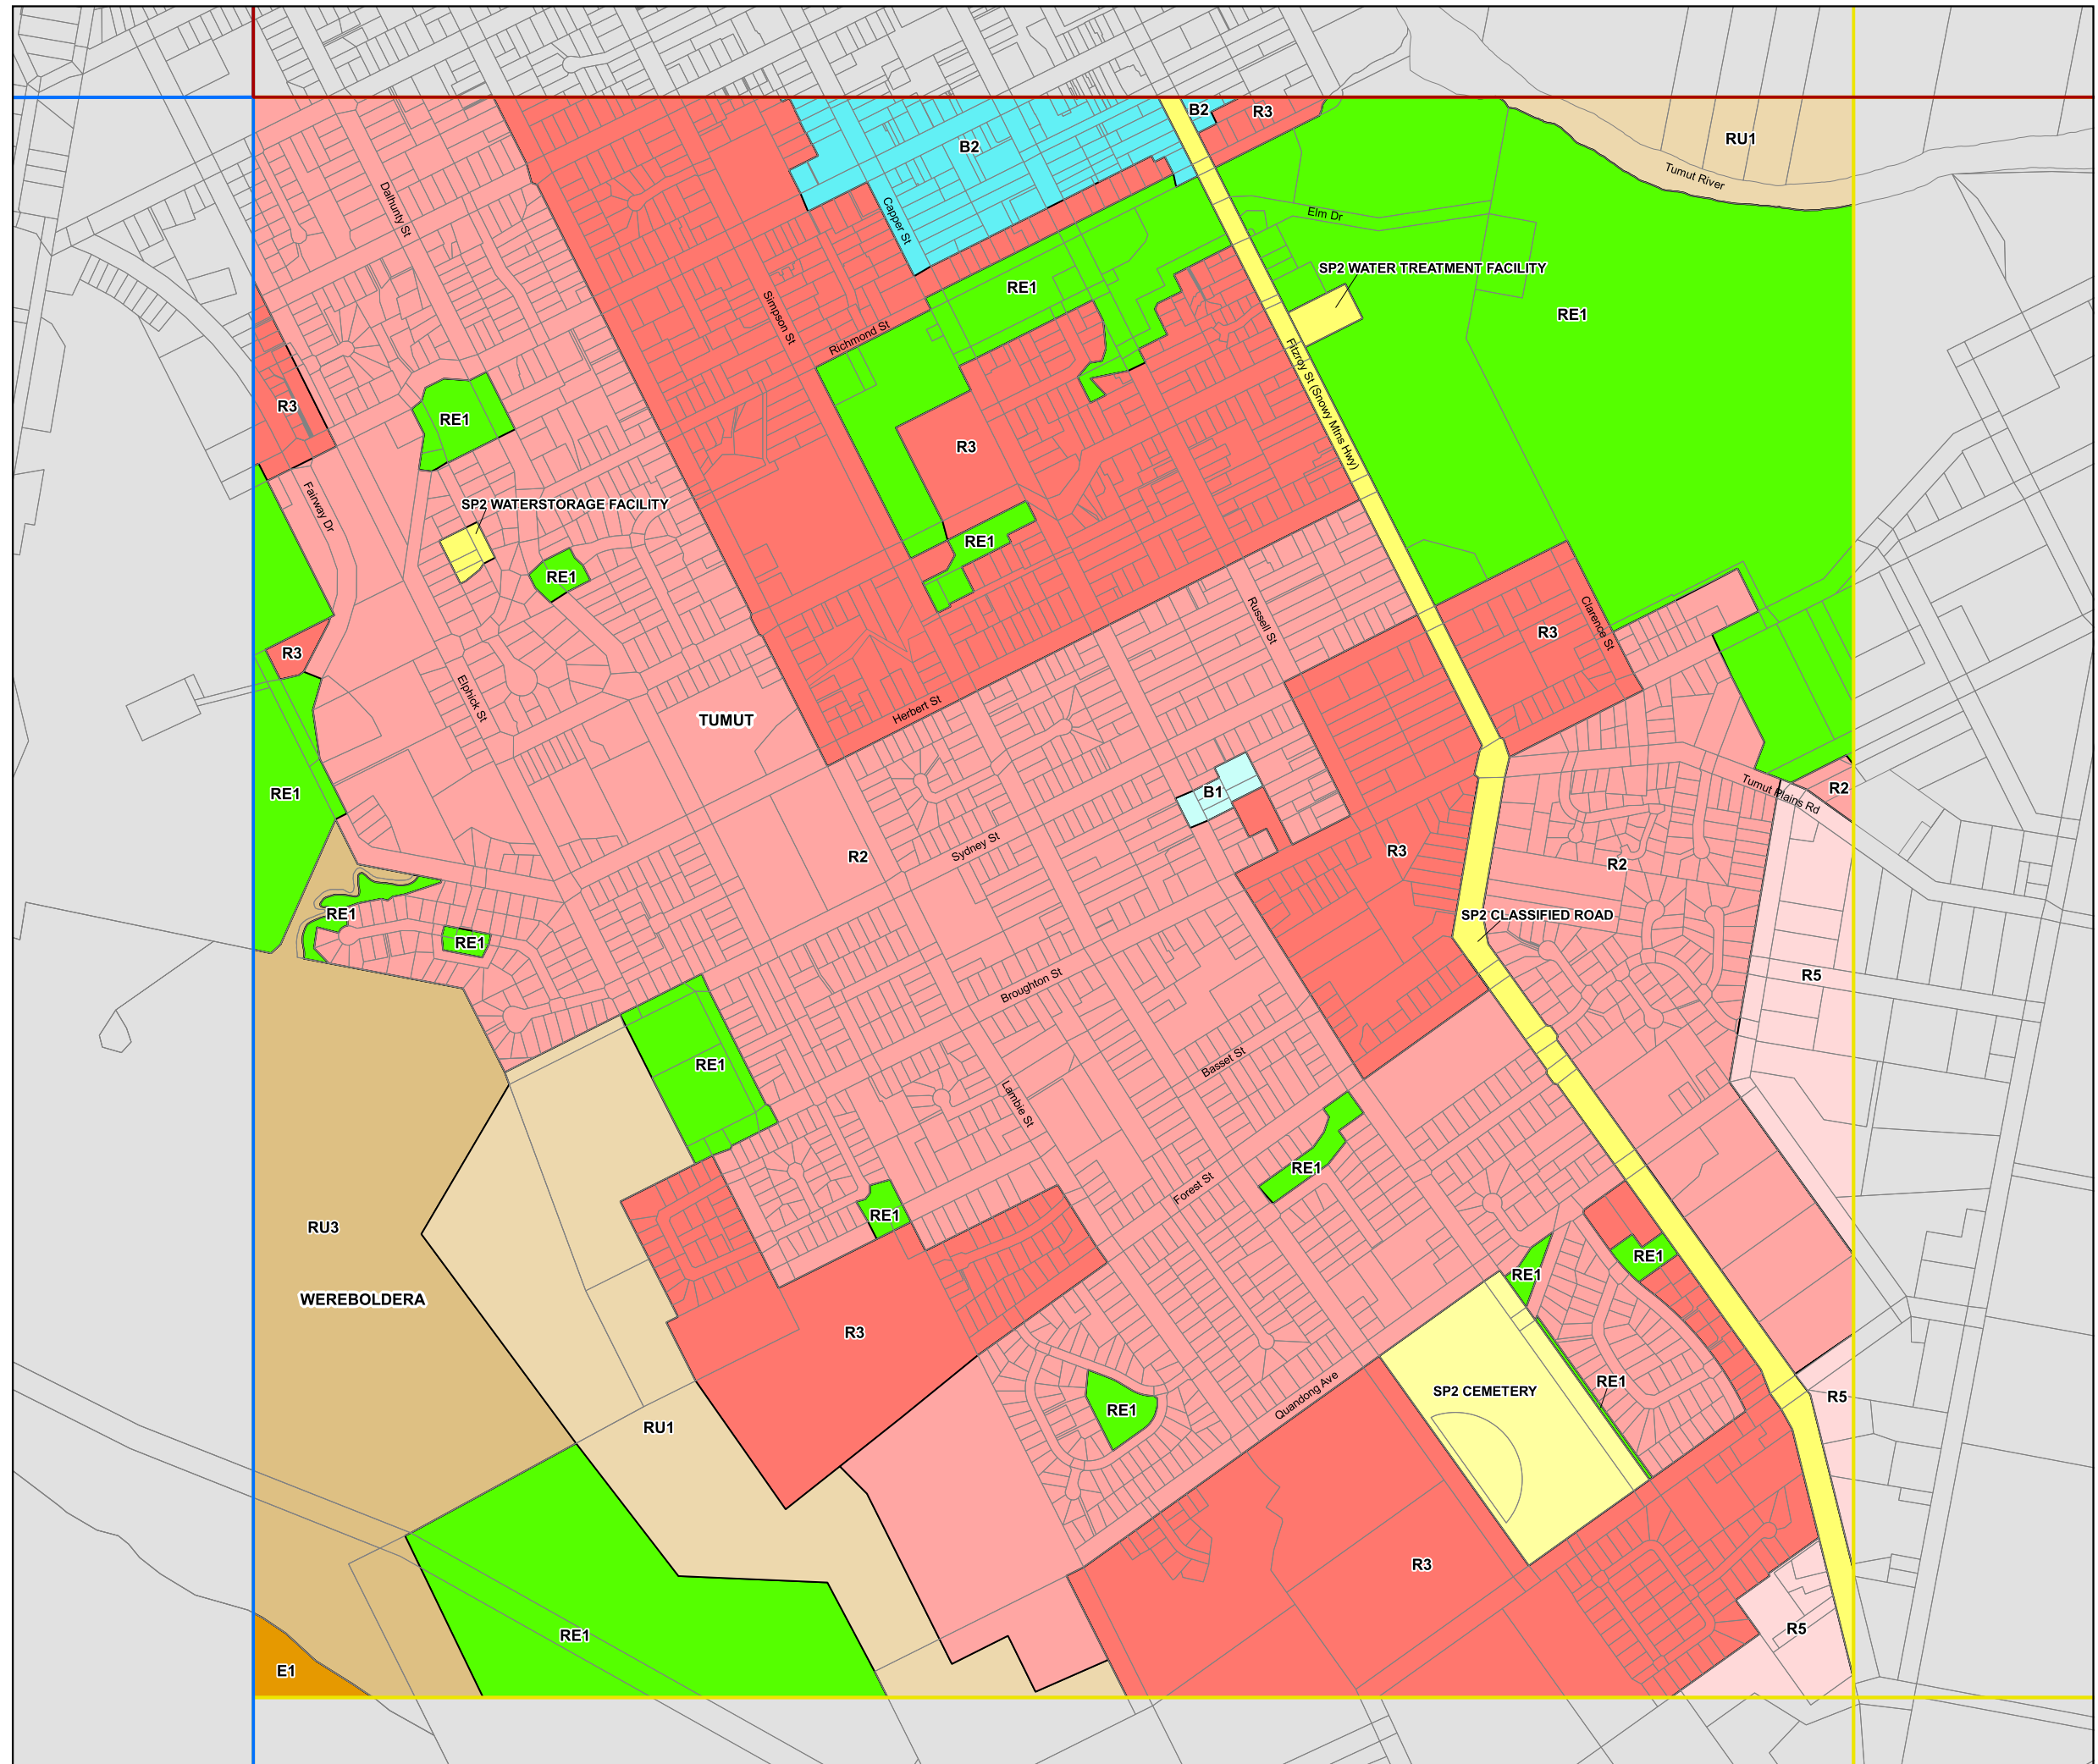 B2
R3
B2
RU1
Tumut River
Dalhunty St
Capper St
Elm Dr
SP2 WATER TREATMENT FACILITY
RE1
RE1
Simpson St
Richmond St
Fitzroy St (Snowy Mtns Hwy)
R3
RE1
R3
Fairway Dr
SP2 WATERSTORAGE FACILITY
RE1
RE1
Russell St
Clarence St
R3
R3
Elphick St
Herbert St
TUMUT
RE1
B1
Tumut Plains Rd
R2
Sydney St
R2
R3
R2
RE1
SP2 CLASSIFIED ROAD
RE1
R5
Broughton St
RE1
Basset St
Lambie St
RE1
Forest St
RE1
RU3
RE1
RE1
WEREBOLDERA
R3
RE1
SP2 CEMETERY
R5
Quandong Ave
RE1
RU1
R3
R5
RE1
E1